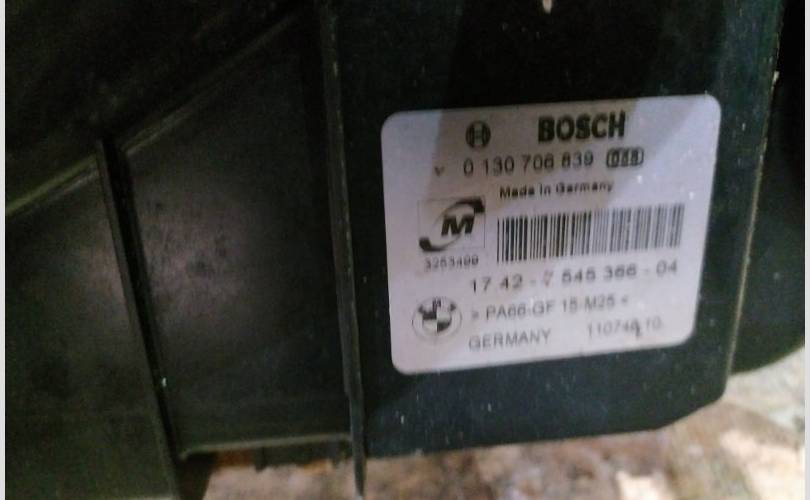 BOSCH
0 130 706 839 088
Made in Germany
M
3253499
17 42 - 7 545 366 - 04
> PA66-GF 15-M25 <
GERMANY